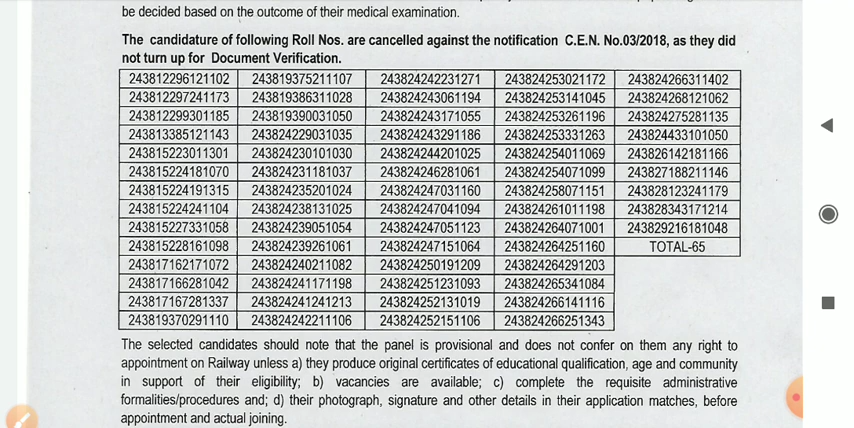 be decided based on the outcome of their medical examination.
The candidature of following Roll Nos. are cancelled against the notification C.E.N. No.03/2018, as they did
not turn up for Document Verification.
243812296121102 243819375211107 243824242231271 243824253021172 243824266311402
243812297241173 243819386311028 243824243061194 243824253141045 243824268121062
243812299301185 243819390031050 243824243171055 243824253261196 243824275281135
243813385121143 243824229031035 243824243291186 243824253331263 243824433101050
243815223011301 243824230101030 243824244201025 243824254011069 243826142181166
243815224181070 243824231181037 243824246281061 243824254071099 243827188211146
243815224191315 243824235201024 243824247031160 243824258071151 243828123241179
243815224241104 243824238131025 243824247041094 243824261011198 243828343171214
243815227331058 243824239051054 243824247051123 243824264071001 243829216181048
243815228161098 243824239261061 243824247151064 243824264251160 TOTAL-65
243817162171072 243824240211082 243824250191209 243824264291203
243817166281042 243824241171198 243824251231093 243824265341084
243817167281337 243824241241213 243824252131019 243824266141116
243819370291110 243824242211106 243824252151106 243824266251343
The selected candidates should note that the panel is provisional and does not confer on them any right to
appointment on Railway unless a) they produce original certificates of educational qualification, age and community
in support of their eligibility; b) vacancies are available; c) complete the requisite administrative
formalities/procedures and; d) their photograph, signature and other details in their application matches, before
appointment and actual joining.